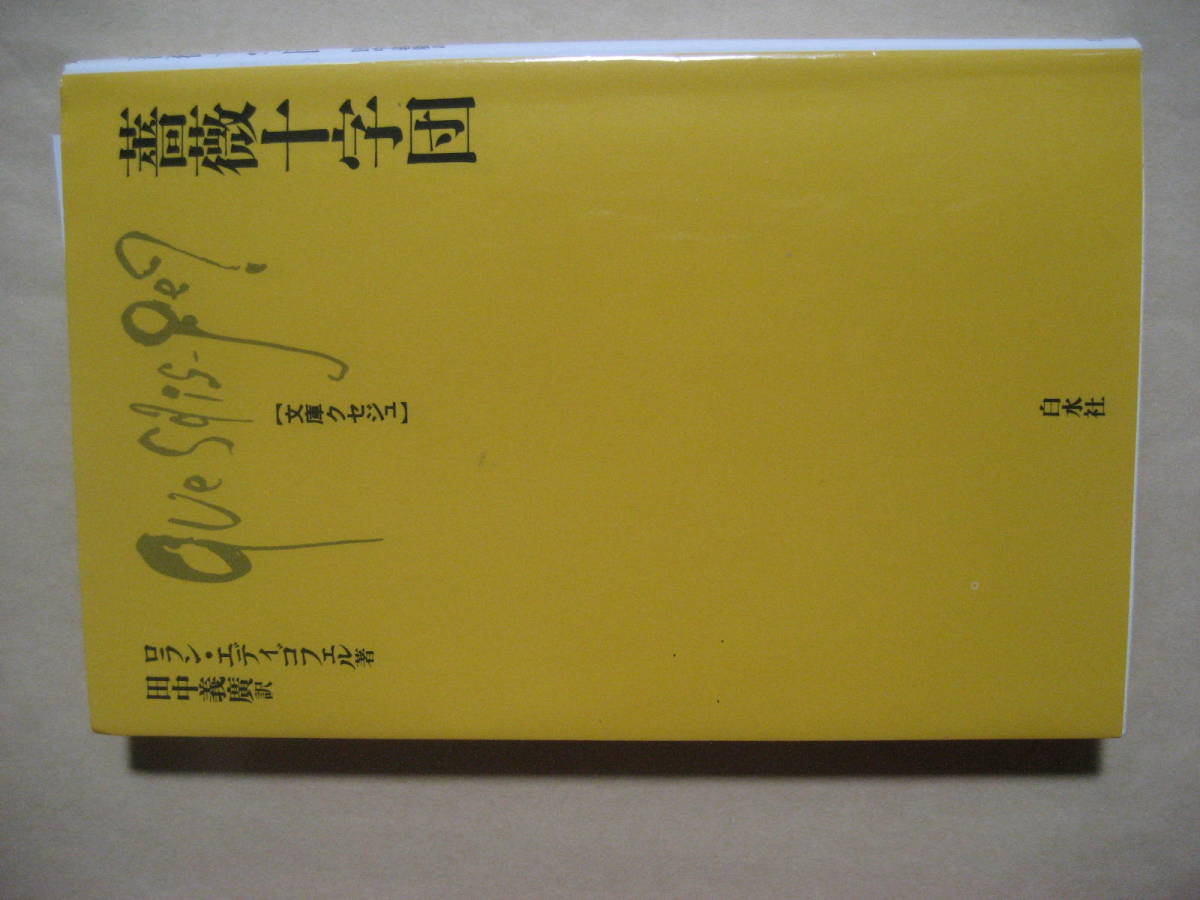 薔薇十字団
Que sais-je?
【文庫クセジュ】
ロラン・エディゴフェル著
田中義廣訳
白水社